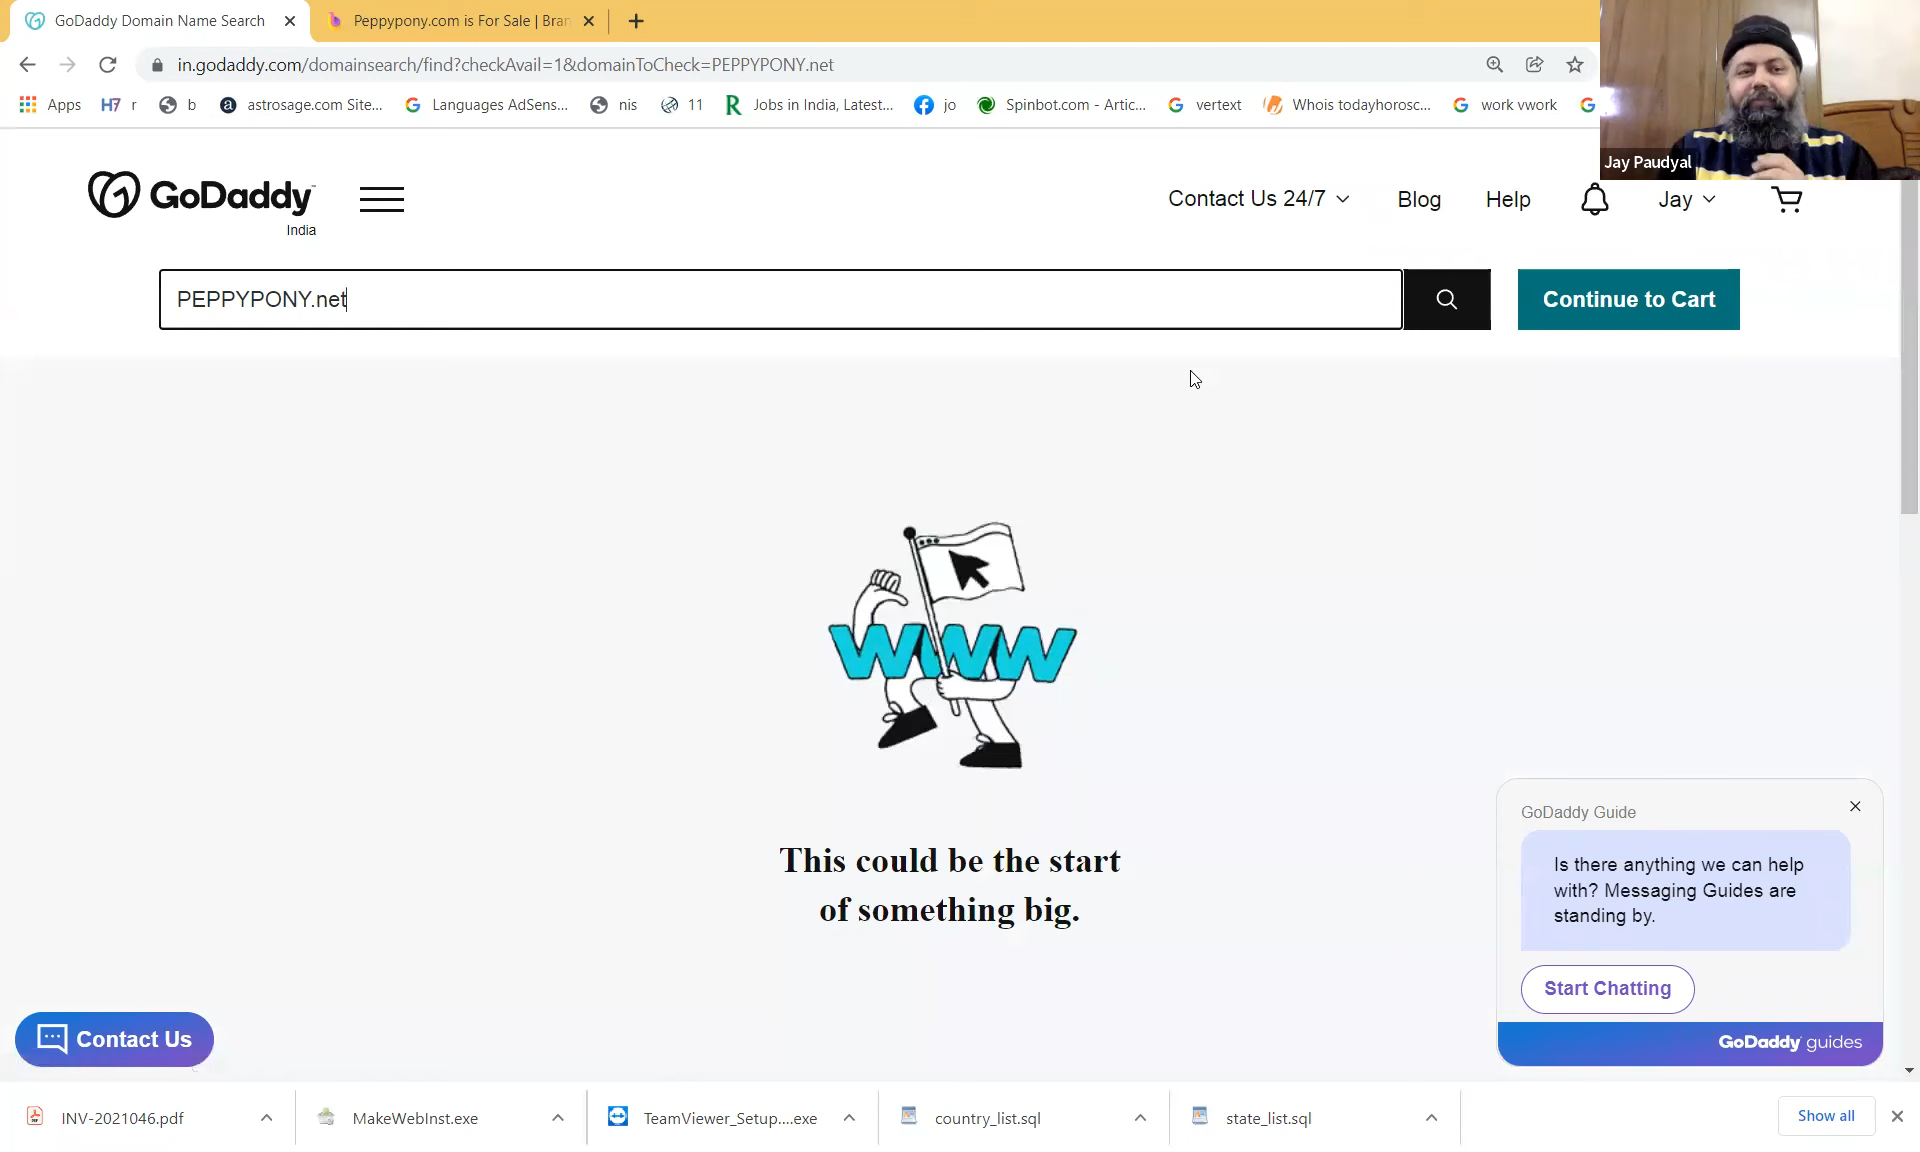 GoDaddy Domain Name Search
Peppypony.com is For Sale | Bran
in.godaddy.com/domainsearch/find?checkAvail=1&domainToCheck=PEPPYPONY.net
Apps
H7 r
b
astrosage.com Site...
Languages AdSens...
nis
11
Jobs in India, Latest...
jo
Spinbot.com - Artic...
vertext
Whois todayhorosc...
work vwork
Jay Paudyal
GoDaddy
India
Contact Us 24/7
Blog
Help
Jay
PEPPYPONY.net
Continue to Cart
www
This could be the start
of something big.
GoDaddy Guide
Is there anything we can help
with? Messaging Guides are
standing by.
Start Chatting
GoDaddy guides
Contact Us
INV-2021046.pdf
MakeWebInst.exe
TeamViewer_Setup....exe
country_list.sql
state_list.sql
Show all